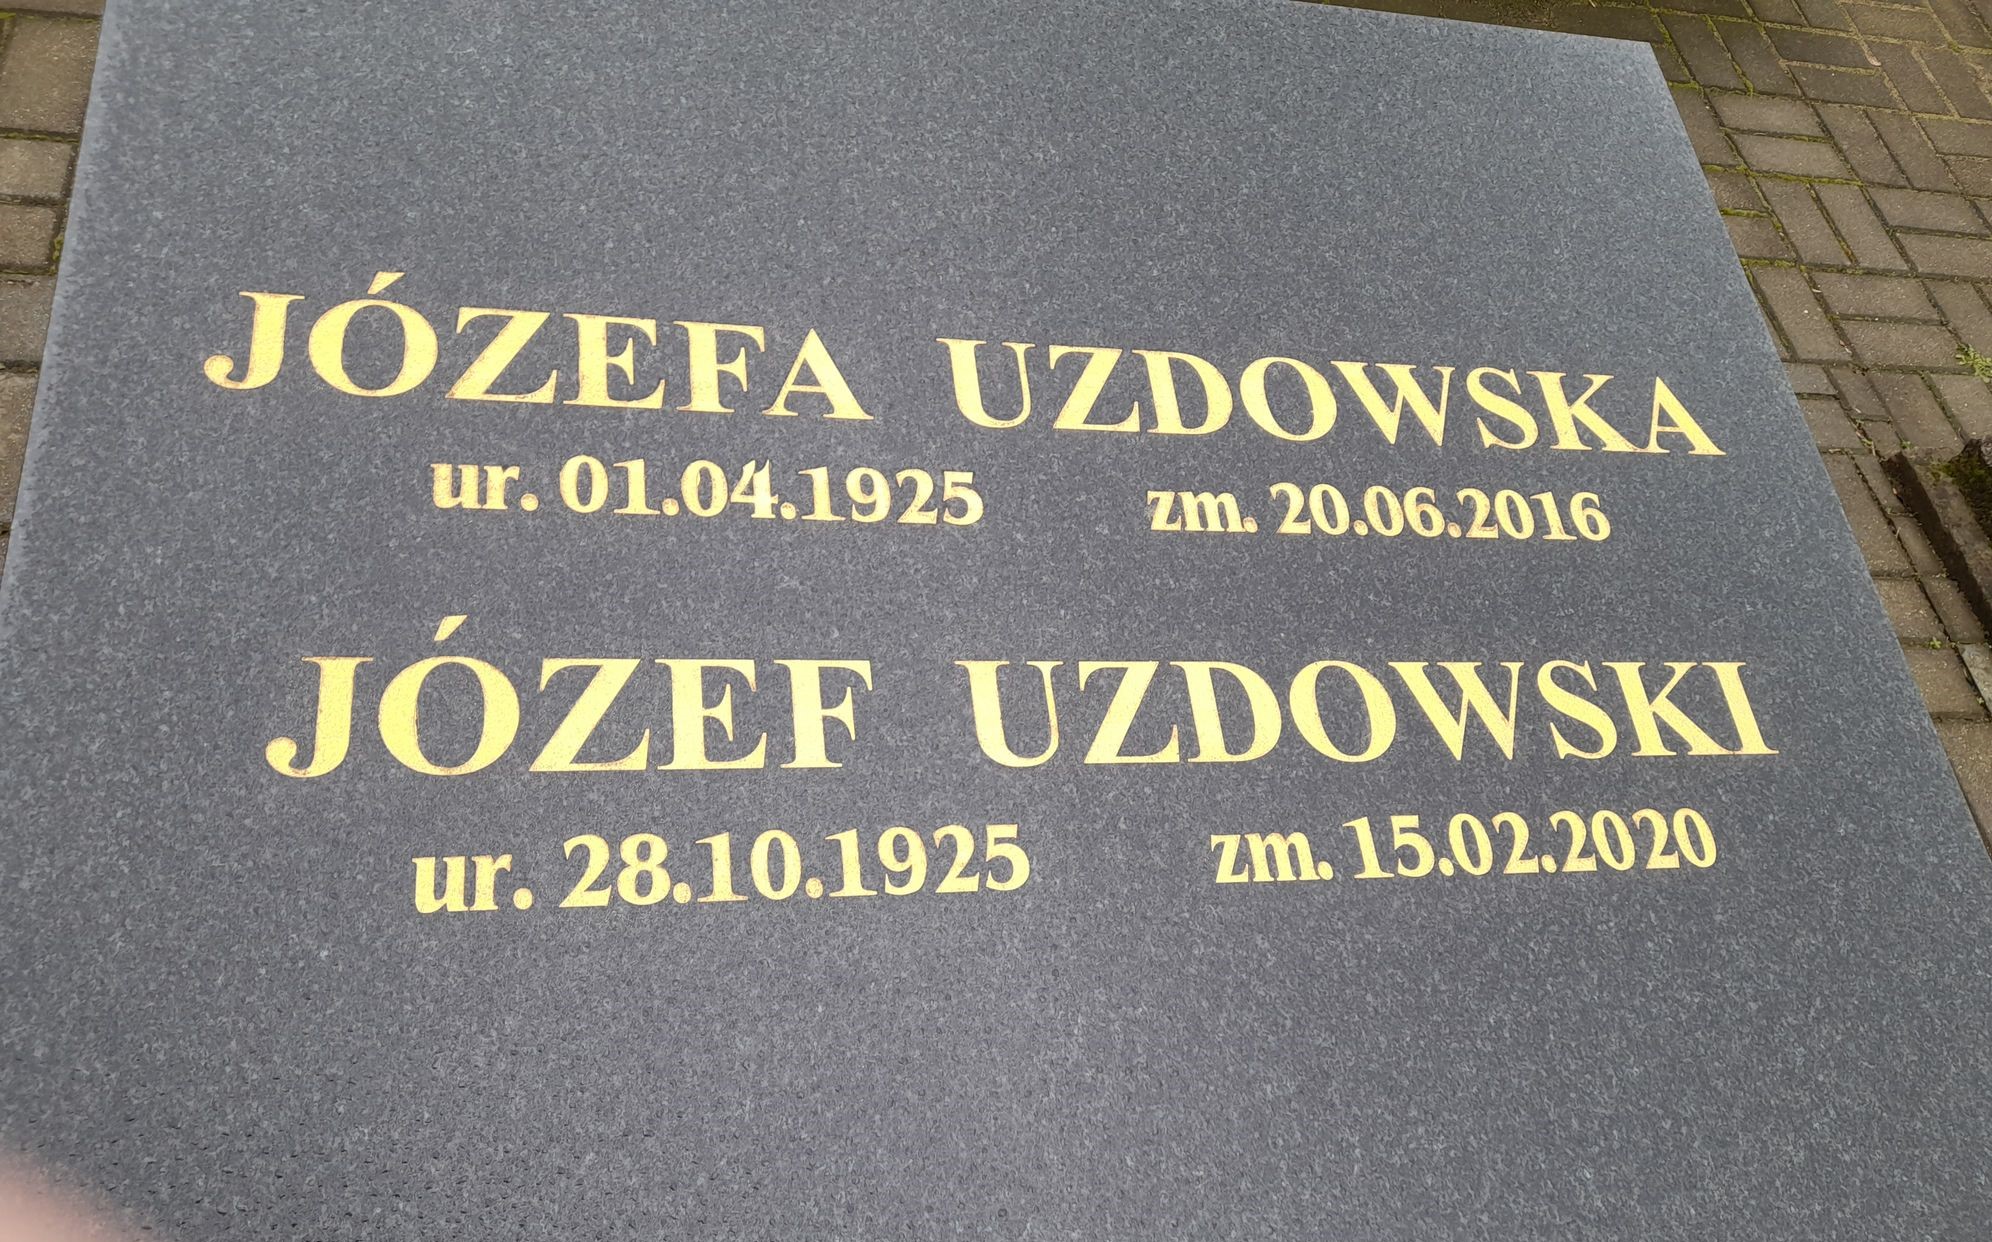 JÓZEFA UZDOWSKA
ur. 01.04.1925 zm. 20.06.2016
JÓZEF UZDOWSKI
ur. 28.10.1925 zm. 15.02.2020